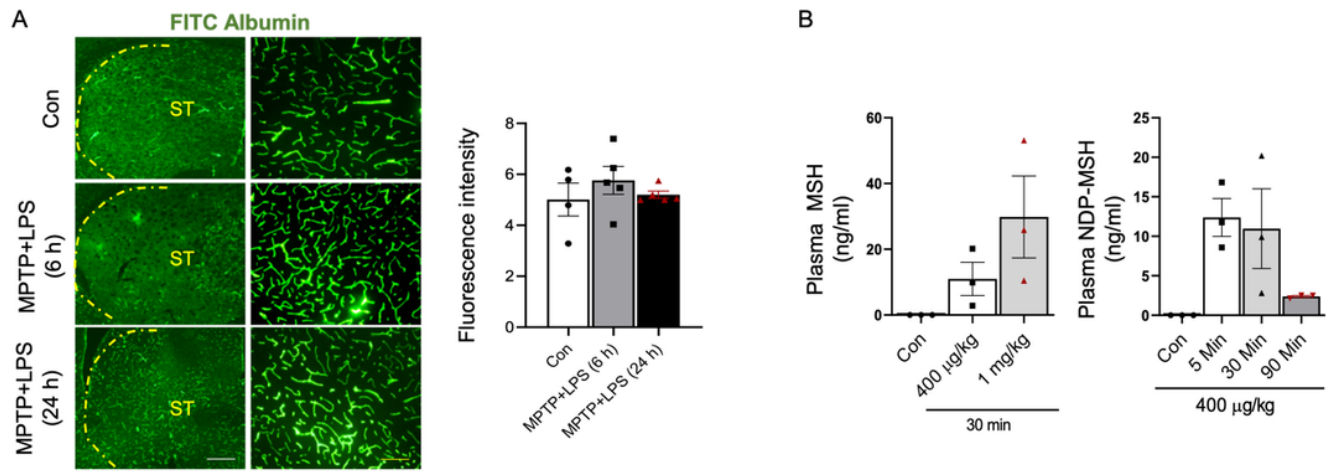 A
FITC Albumin
Con
ST
MPTP+LPS
(6 h)
ST
MPTP+LPS
(24 h)
ST
Fluorescence intensity
8
6
4
2
0
Con
MPTP+LPS (6 h)
MPTP+LPS (24 h)
B
Plasma MSH
(ng/ml)
60
40
20
0
Con
400 μg/kg
1 mg/kg
30 min
Plasma NDP-MSH
(ng/ml)
25
20
15
10
5
0
Con
5 Min
30 Min
90 Min
400 μg/kg